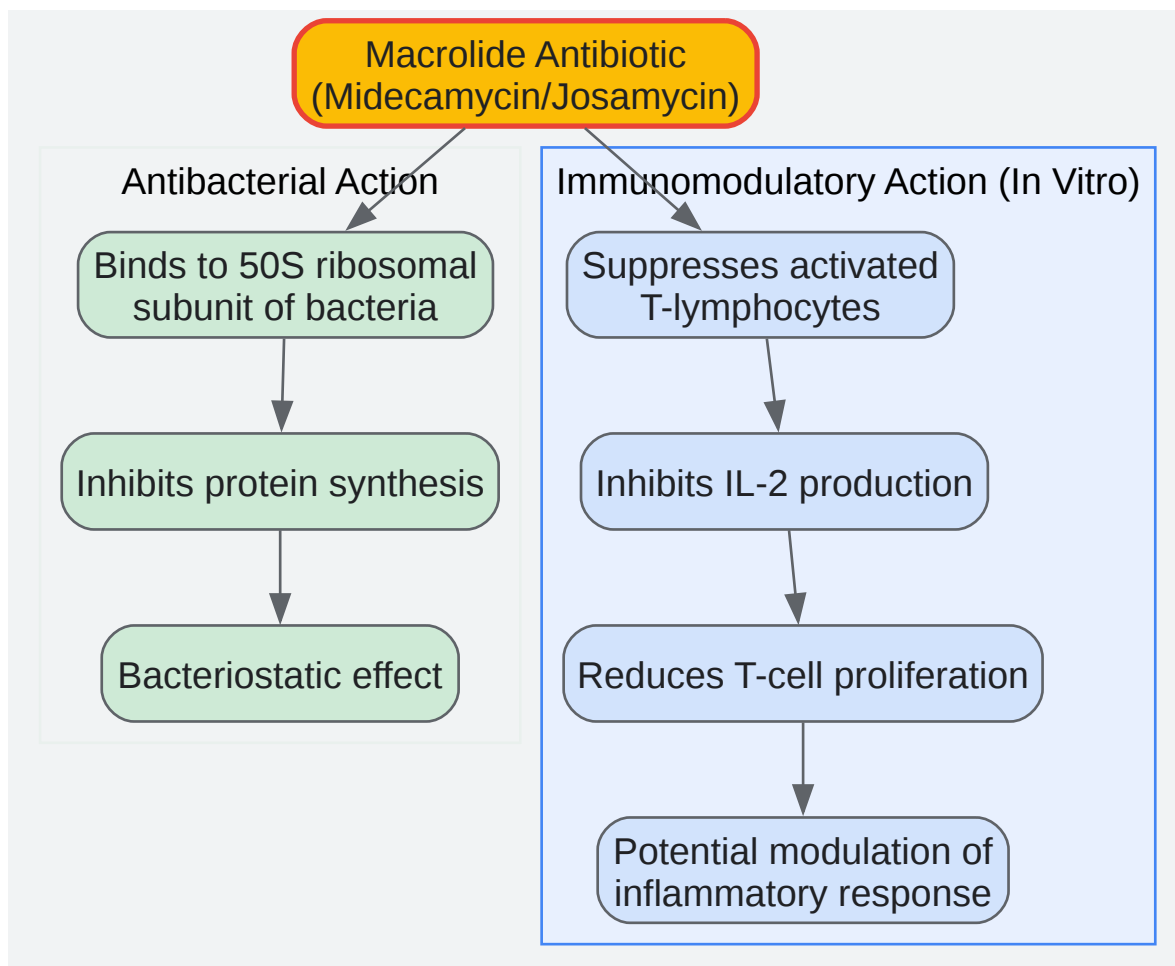 Macrolide Antibiotic
(Midecamycin/Josamycin)
Antibacterial Action
Binds to 50S ribosomal
subunit of bacteria
Inhibits protein synthesis
Bacteriostatic effect
Immunomodulatory Action (In Vitro)
Suppresses activated
T-lymphocytes
Inhibits IL-2 production
Reduces T-cell proliferation
Potential modulation of
inflammatory response